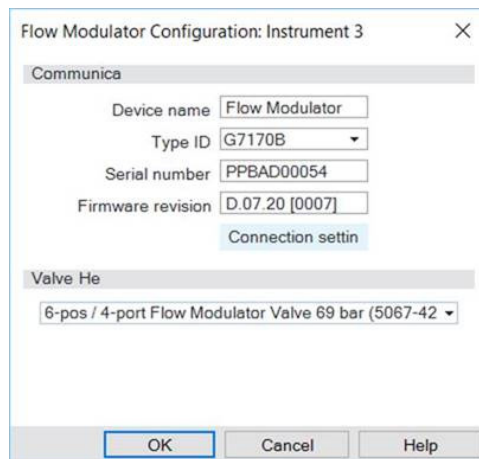 Flow Modulator Configuration: Instrument 3
Communica
Device name Flow Modulator
Type ID G7170B
Serial number PPBAD00054
Firmware revision D.07.20 [0007]
Connection settin
Valve He
6-pos / 4-port Flow Modulator Valve 69 bar (5067-42
OK Cancel Help